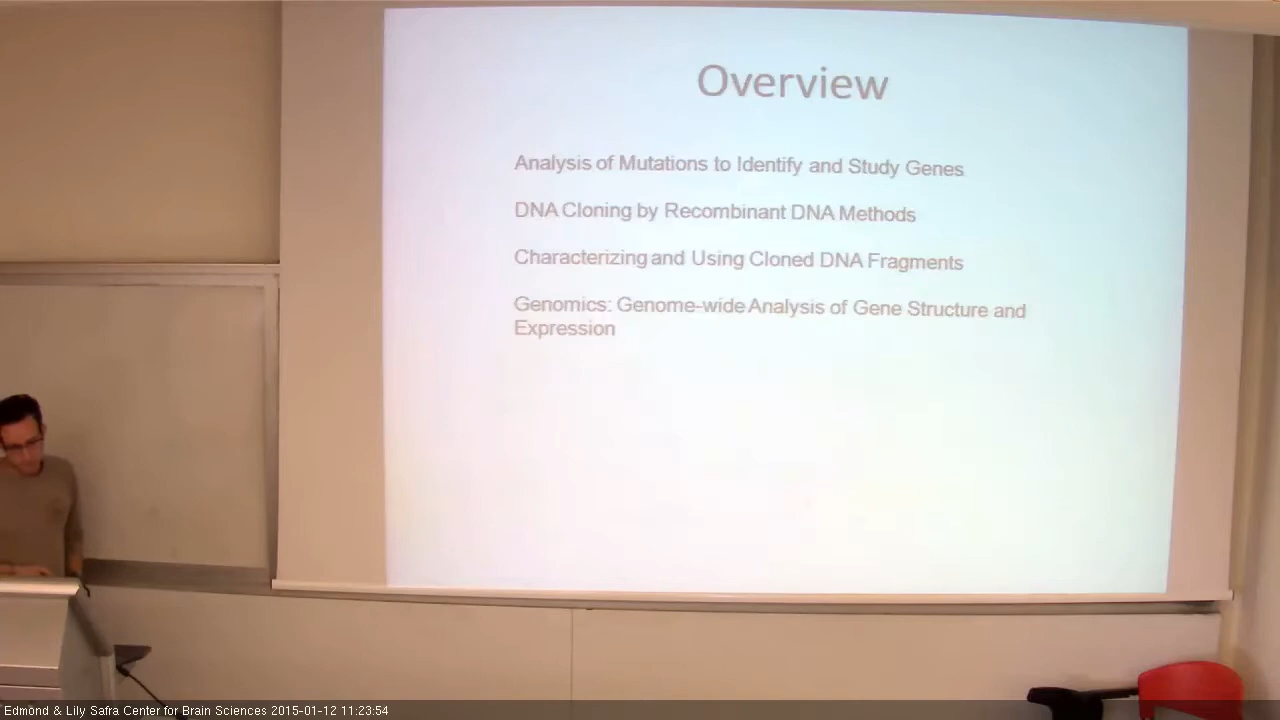 Overview
Analysis of Mutations to Identify and Study Genes
DNA Cloning by Recombinant DNA Methods
Characterizing and Using Cloned DNA Fragments
Genomics: Genome-wide Analysis of Gene Structure and
Expression
Edmond & Lily Safra Center for Brain Sciences 2015-01-12 11:23:54